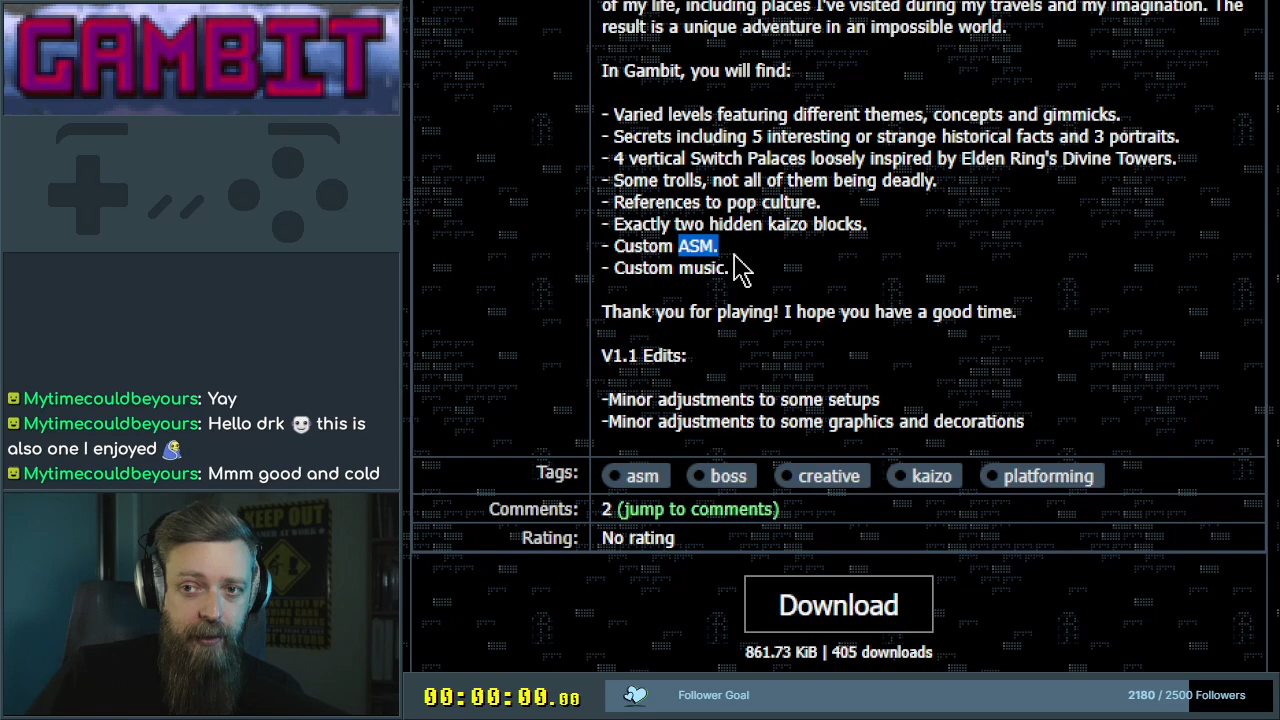 GAMBIT
of my life, including places I've visited during my travels and my imagination. The
result is a unique adventure in an impossible world.
In Gambit, you will find:
- Varied levels featuring different themes, concepts and gimmicks.
- Secrets including 5 interesting or strange historical facts and 3 portraits.
- 4 vertical Switch Palaces loosely inspired by Elden Ring's Divine Towers.
- Some trolls, not all of them being deadly.
- References to pop culture.
- Exactly two hidden kaizo blocks.
- Custom ASM.
- Custom music.
Thank you for playing! I hope you have a good time.
V1.1 Edits:
-Minor adjustments to some setups
-Minor adjustments to some graphics and decorations
Tags: asm boss creative kaizo platforming
Comments: 2 (jump to comments)
Rating: No rating
Download
861.73 KiB | 405 downloads
Mytimecouldbeyours: Yay
Mytimecouldbeyours: Hello drk this is
also one I enjoyed
Mytimecouldbeyours: Mmm good and cold
00:00:00.00
Follower Goal 2180 / 2500 Followers